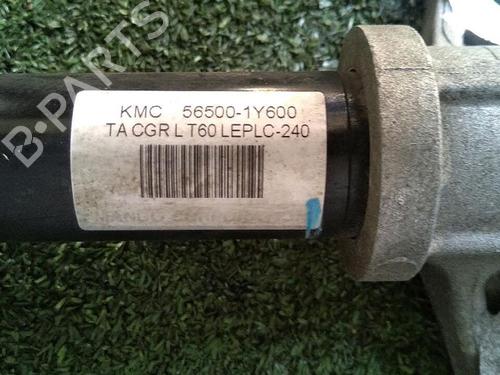 B-PARTS
KMC 56500-1Y600
TA CGR L T60 LEPLC-240